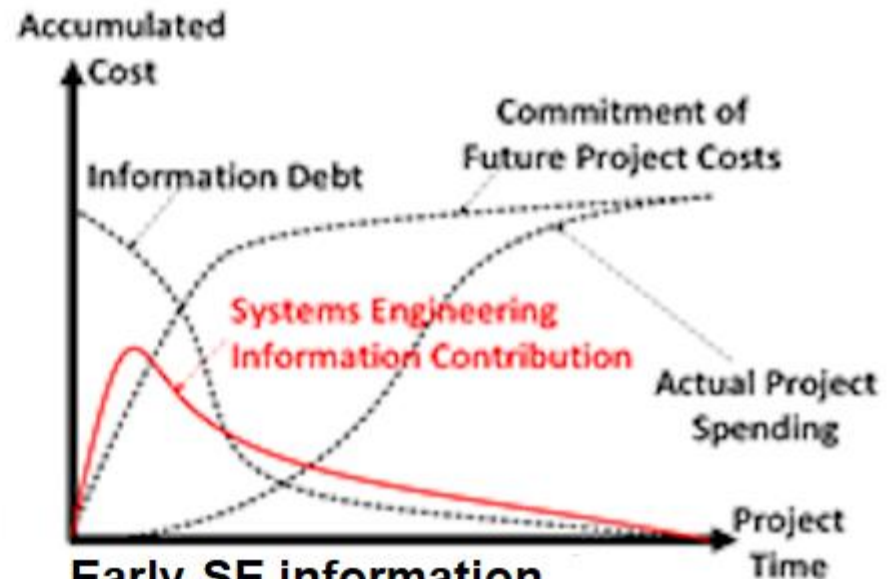 Accumulated
Cost
Commitment of
Future Project Costs
Information Debt
Systems Engineering
Information Contribution
Actual Project
Spending
Project
Time
Early SE information